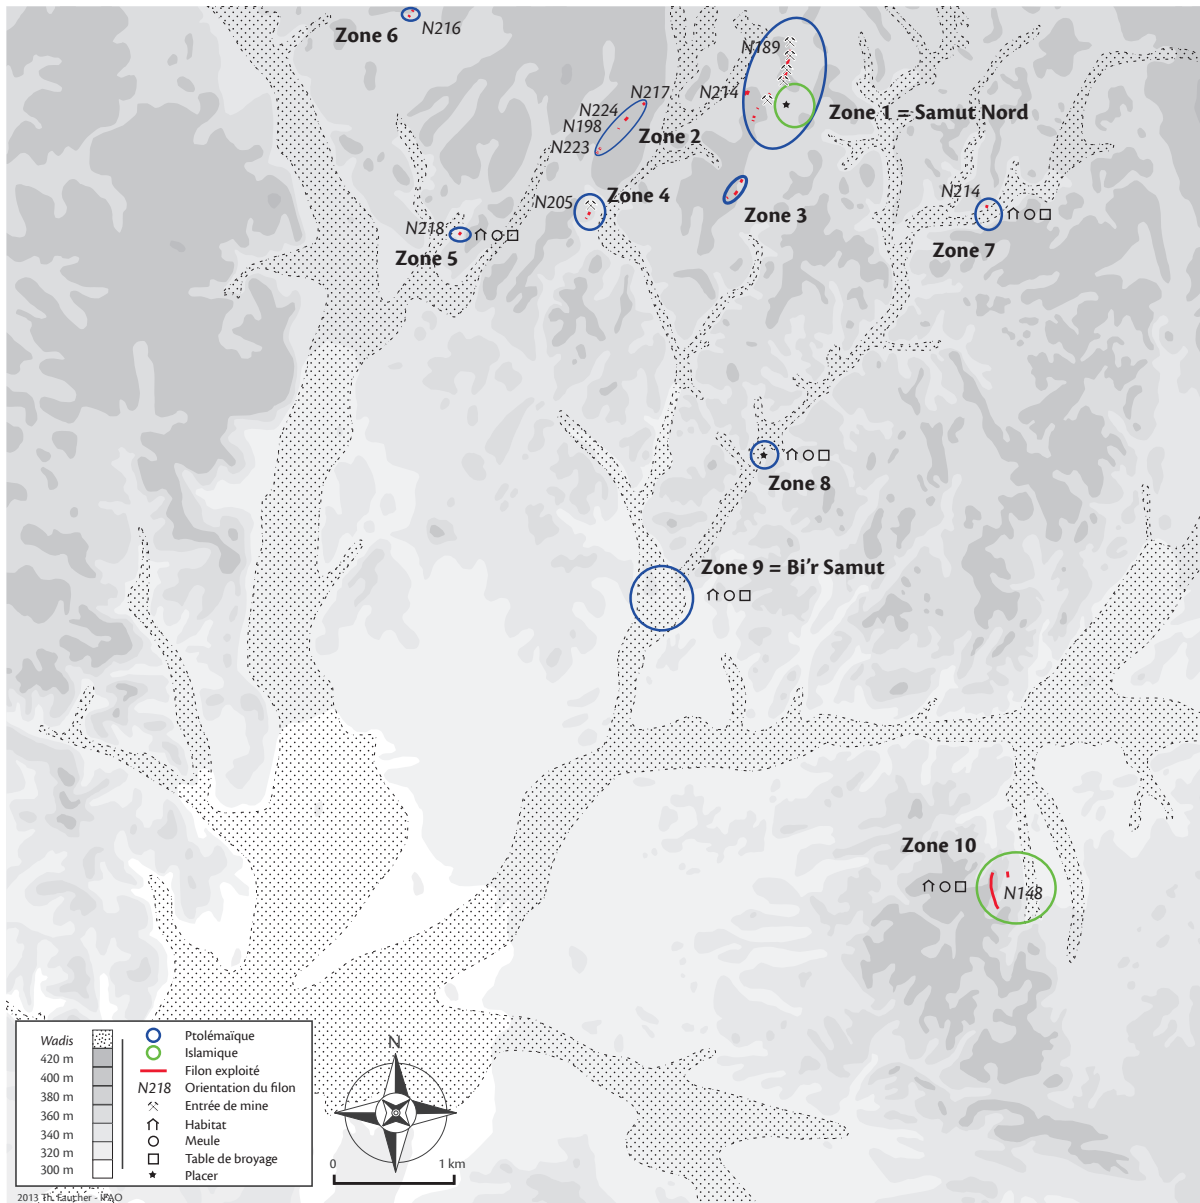 Zone 6
N216
N189
N217
N214
N224
Zone 1 = Samut Nord
N198
Zone 2
N223
N214
N205
Zone 4
Zone 3
N218
Zone 7
Zone 5
Zone 8
Zone 9 = Bi'r Samut
Zone 10
N148
Wadis
420 m
400 m
380 m
360 m
340 m
320 m
300 m
Ptolémaïque
Islamique
Filon exploité
N218 Orientation du filon
Entrée de mine
Habitat
Meule
Table de broyage
Placer
N
0 1 km
2013 Th. Faucher - IFAO